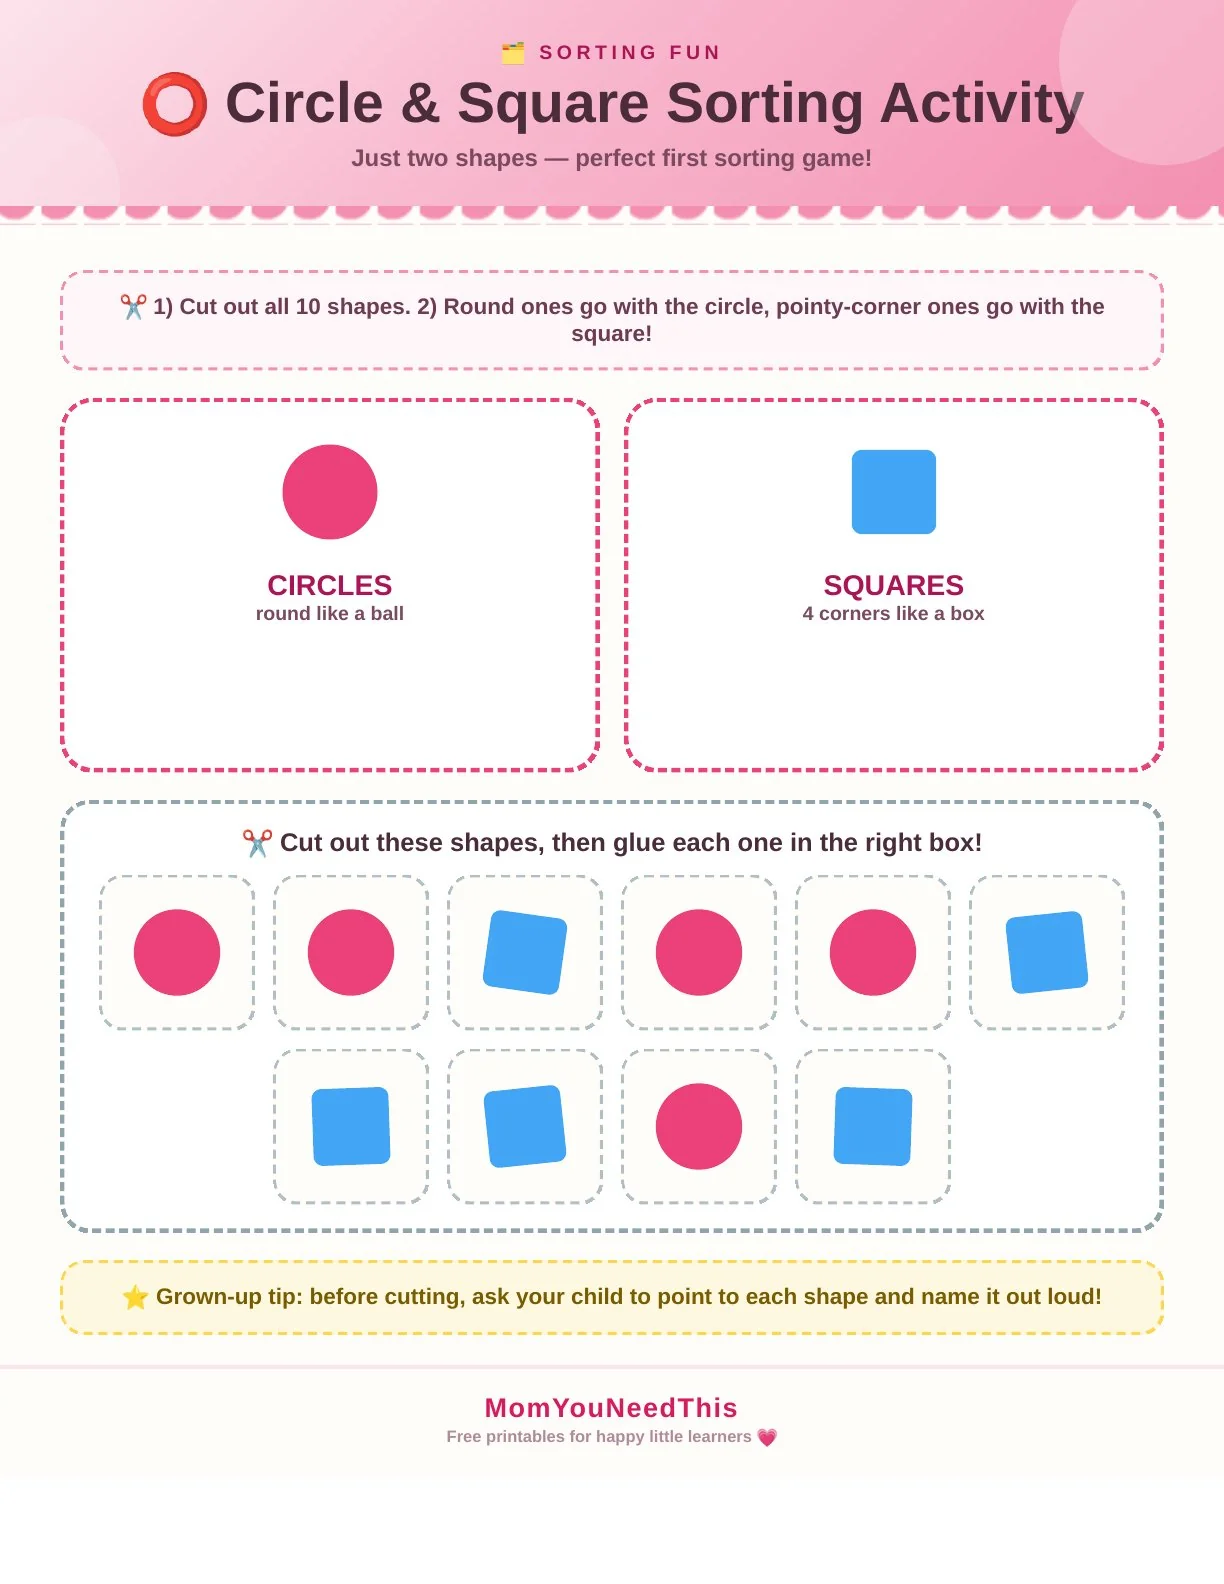 SORTING FUN
Circle & Square Sorting Activity
Just two shapes — perfect first sorting game!
1) Cut out all 10 shapes. 2) Round ones go with the circle, pointy-corner ones go with the
square!
CIRCLES
round like a ball
SQUARES
4 corners like a box
Cut out these shapes, then glue each one in the right box!
Grown-up tip: before cutting, ask your child to point to each shape and name it out loud!
MomYouNeedThis
Free printables for happy little learners